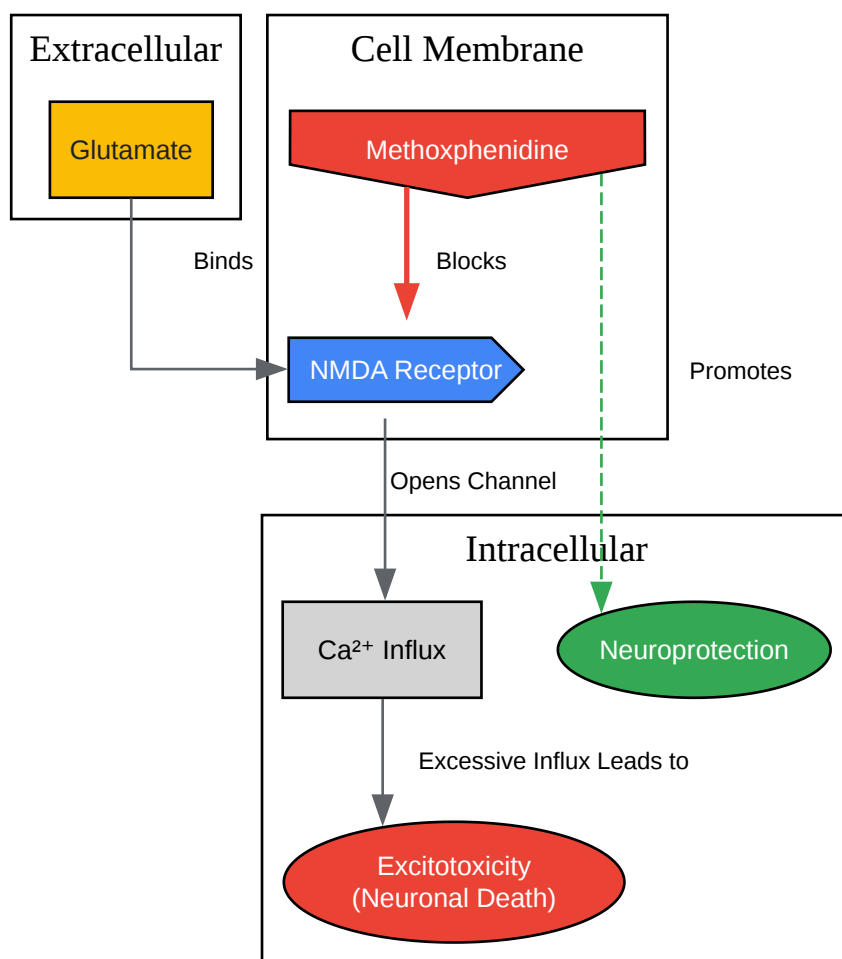 Extracellular
Cell Membrane
Glutamate
Methoxphenidine
Binds
Blocks
NMDA Receptor
Promotes
Opens Channel
Intracellular
Ca²⁺ Influx
Neuroprotection
Excessive Influx Leads to
Excitotoxicity
(Neuronal Death)